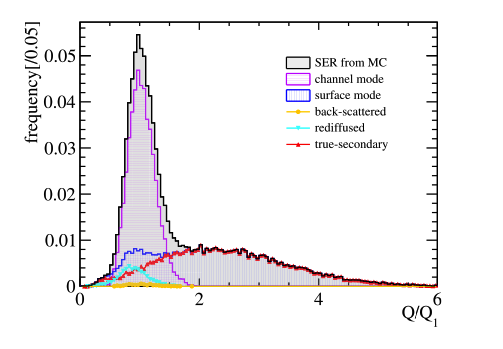 frequency[/0.05]
0.05
0.04
0.03
0.02
0.01
0
SER from MC
channel mode
surface mode
back-scattered
rediffused
true-secondary
0 2 4 6
Q/Q1